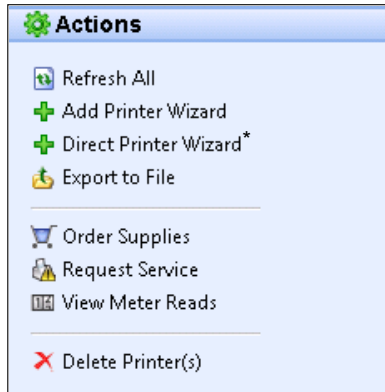 Actions
Refresh All
Add Printer Wizard
Direct Printer Wizard*
Export to File
Order Supplies
Request Service
View Meter Reads
Delete Printer(s)